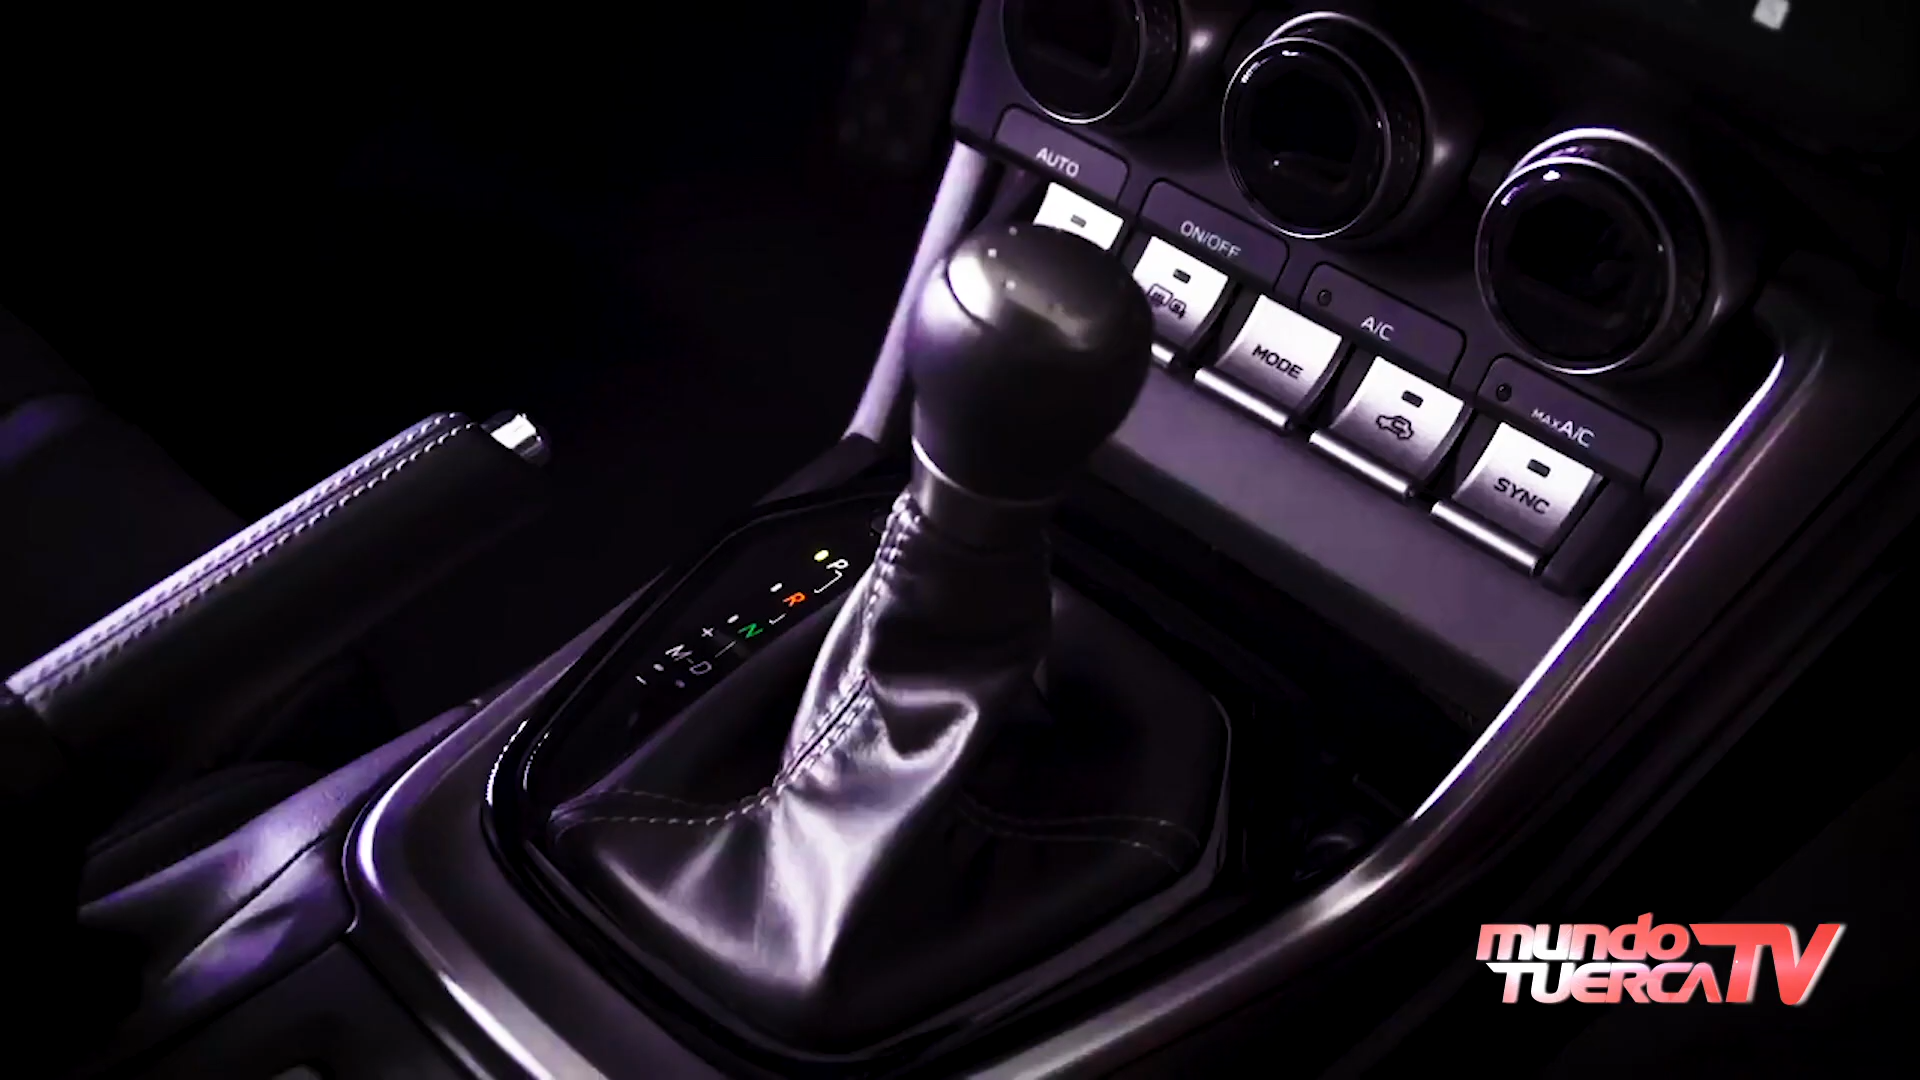 AUTO
ON/OFF
A/C
MAX A/C
MODE
SYNC
P
R
N
+
M-D
-
mundo
TUERCA TV